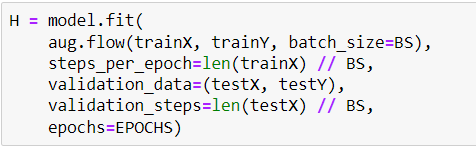 H = model.fit(
    aug.flow(trainX, trainY, batch_size=BS),
    steps_per_epoch=len(trainX) // BS,
    validation_data=(testX, testY),
    validation_steps=len(testX) // BS,
    epochs=EPOCHS)